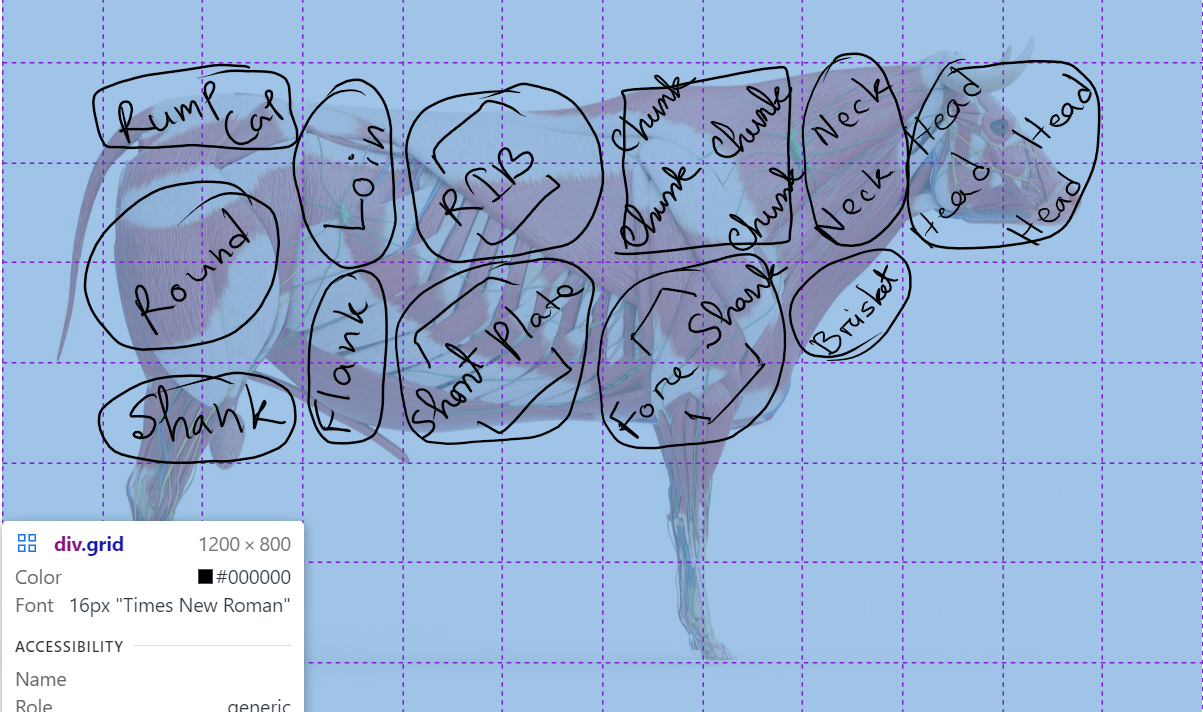 Rump Cap
Loin
RIB
Chunk Chunk
Chunk Chunk
Neck
Neck
Head Head
Head Head
Round
Shank
Flank
Short Plate
Fore Shank
Brisket
div.grid 1200 × 800
Color #000000
Font 16px "Times New Roman"
ACCESSIBILITY
Name
Role generic